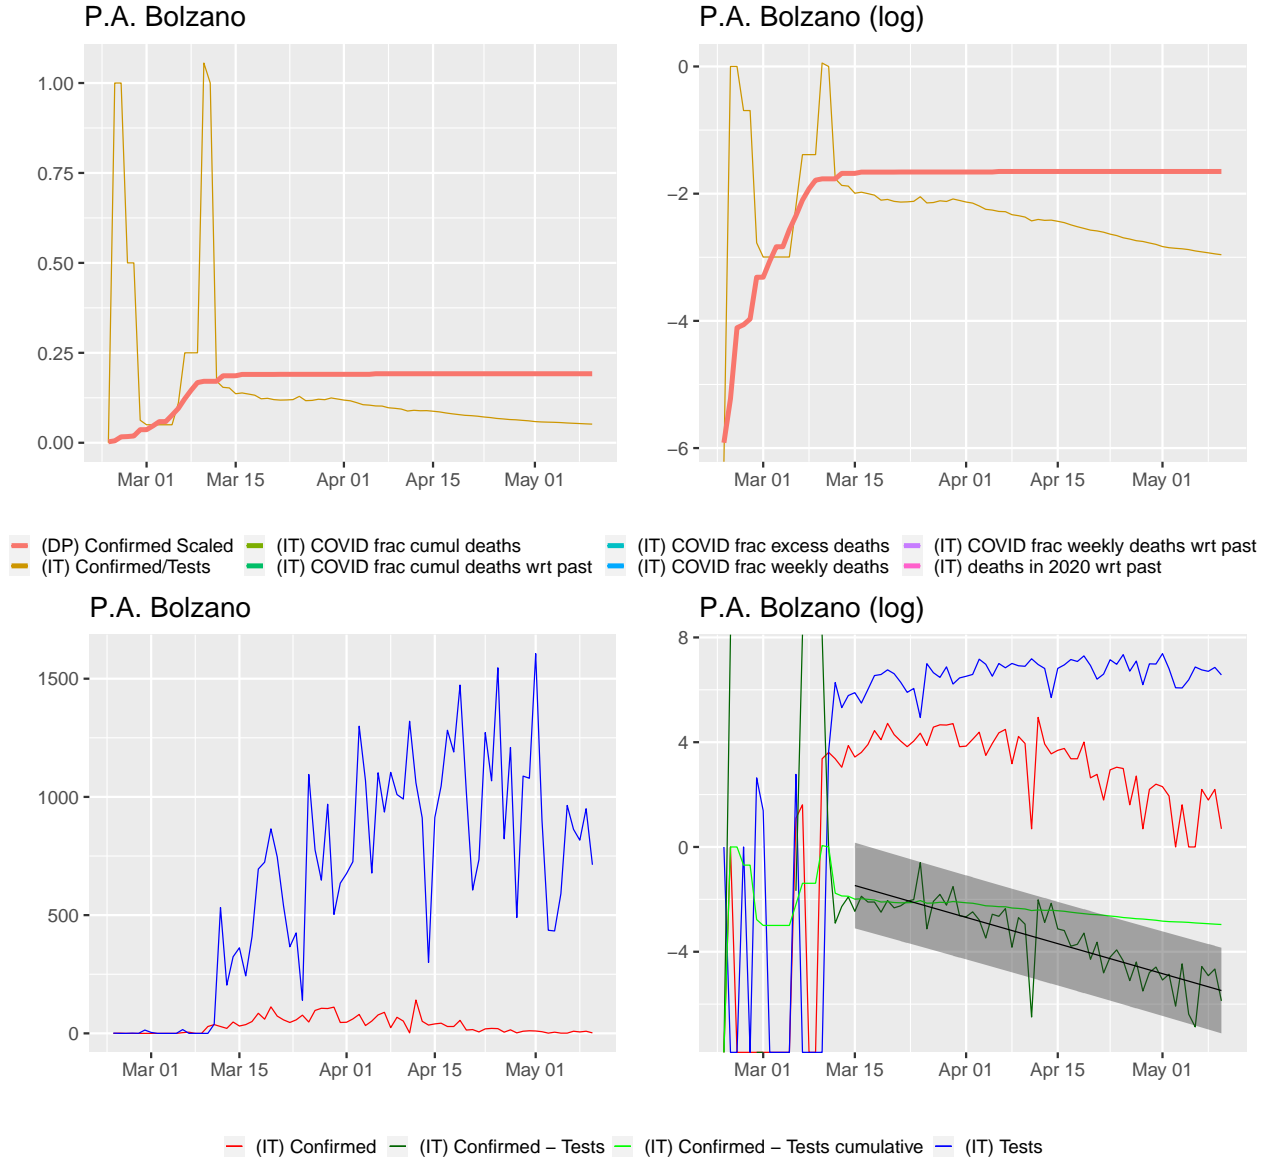 P.A. Bolzano
P.A. Bolzano (log)
1.00
0.75
0.50
0.25
0.00
Mar 01 Mar 15 Apr 01 Apr 15 May 01
0
−2
−4
−6
Mar 01 Mar 15 Apr 01 Apr 15 May 01
(DP) Confirmed Scaled (IT) COVID frac cumul deaths (IT) COVID frac excess deaths (IT) COVID frac weekly deaths wrt past
(IT) Confirmed/Tests (IT) COVID frac cumul deaths wrt past (IT) COVID frac weekly deaths (IT) deaths in 2020 wrt past
P.A. Bolzano
P.A. Bolzano (log)
1500
1000
500
0
Mar 01 Mar 15 Apr 01 Apr 15 May 01
8
4
0
−4
Mar 01 Mar 15 Apr 01 Apr 15 May 01
(IT) Confirmed (IT) Confirmed − Tests (IT) Confirmed − Tests cumulative (IT) Tests